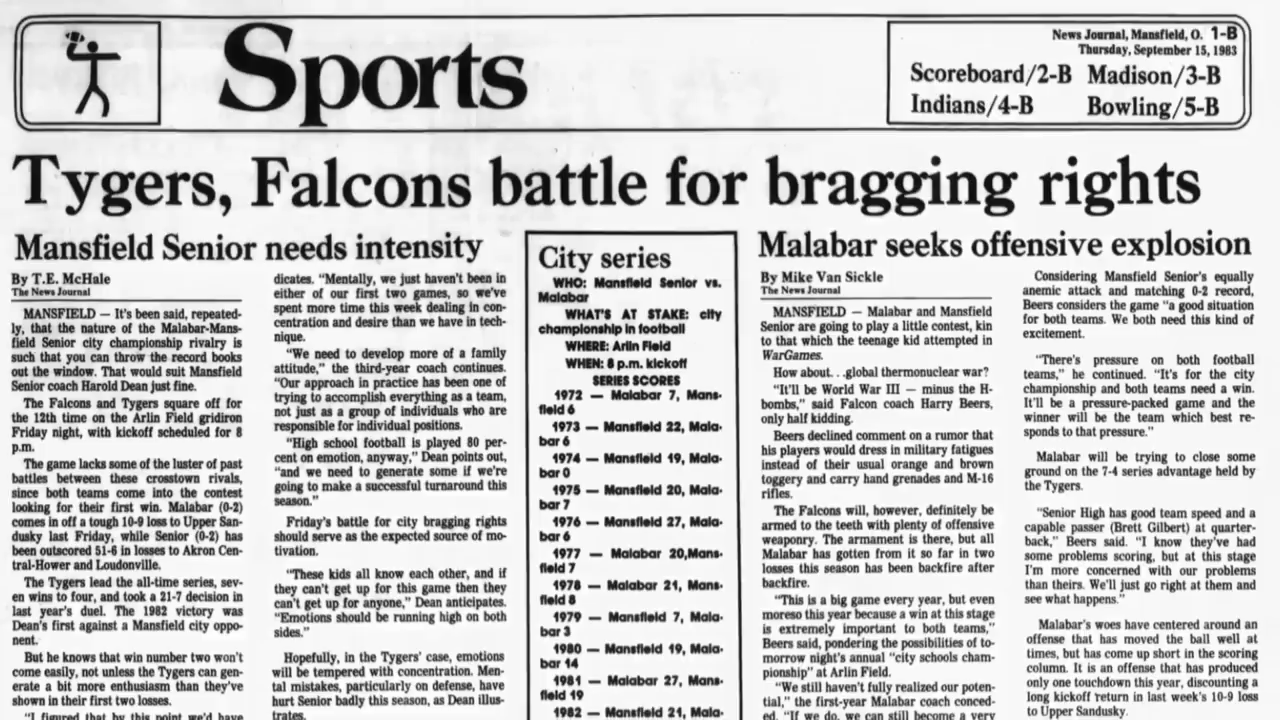 Sports
News Journal, Mansfield, O. 1-B
Thursday, September 15, 1983
Scoreboard/2-B Madison/3-B
Indians/4-B Bowling/5-B
Tygers, Falcons battle for bragging rights
Mansfield Senior needs intensity
By T.E. McHale
The News Journal
MANSFIELD — It's been said, repeated-
ly, that the nature of the Malabar-Mans-
field Senior city championship rivalry is
such that you can throw the record books
out the window. That would suit Mansfield
Senior coach Harold Dean just fine.
The Falcons and Tygers square off for
the 12th time on the Arlin Field gridiron
Friday night, with kickoff scheduled for 8
p.m.
The game lacks some of the luster of past
battles between these crosstown rivals,
since both teams come into the contest
looking for their first win. Malabar (0-2)
comes in off a tough 10-9 loss to Upper San-
dusky last Friday, while Senior (0-2) has
been outscored 51-6 in losses to Akron Cen-
tral-Hower and Loudonville.
The Tygers lead the all-time series, sev-
en wins to four, and took a 21-7 decision in
last year's duel. The 1982 victory was
Dean's first against a Mansfield city oppo-
nent.
But he knows that win number two won't
come easily, not unless the Tygers can gen-
erate a bit more enthusiasm than they've
shown in their first two losses.
"I figured that by this point we'd have
dicates. "Mentally, we just haven't been in
either of our first two games, so we've
spent more time this week dealing in con-
centration and desire than we have in tech-
nique.
"We need to develop more of a family
attitude," the third-year coach continues.
"Our approach in practice has been one of
trying to accomplish everything as a team,
not just as a group of individuals who are
responsible for individual positions.
"High school football is played 80 per-
cent on emotion, anyway," Dean points out,
"and we need to generate some if we're
going to make a successful turnaround this
season."
Friday's battle for city bragging rights
should serve as the expected source of mo-
tivation.
"These kids all know each other, and if
they can't get up for this game then they
can't get up for anyone," Dean anticipates.
"Emotions should be running high on both
sides."
Hopefully, in the Tygers' case, emotions
will be tempered with concentration. Men-
tal mistakes, particularly on defense, have
hurt Senior badly this season, as Dean illus-
trates.
City series
WHO: Mansfield Senior vs.
Malabar
WHAT'S AT STAKE: city
championship in football
WHERE: Arlin Field
WHEN: 8 p.m. kickoff
SERIES SCORES
1972 — Malabar 7, Mans-
field 6
1973 — Mansfield 22, Mala-
bar 6
1974 — Mansfield 19, Mala-
bar 0
1975 — Mansfield 20, Mala-
bar 7
1976 — Mansfield 27, Mala-
bar 6
1977 — Malabar 20,Mans-
field 7
1978 — Malabar 21, Mans-
field 8
1979 — Mansfield 7, Mala-
bar 3
1980 — Mansfield 19, Mala-
bar 14
1981 — Malabar 27, Mans-
field 19
1982 — Mansfield 21, Mala-
Malabar seeks offensive explosion
By Mike Van Sickle
The News Journal
MANSFIELD — Malabar and Mansfield
Senior are going to play a little contest, kin
to that which the teenage kid attempted in
WarGames.
How about. . .global thermonuclear war?
"It'll be World War III — minus the H-
bombs," said Falcon coach Harry Beers,
only half kidding.
Beers declined comment on a rumor that
his players would dress in military fatigues
instead of their usual orange and brown
toggery and carry hand grenades and M-16
rifles.
The Falcons will, however, definitely be
armed to the teeth with plenty of offensive
weaponry. The armament is there, but all
Malabar has gotten from it so far in two
losses this season has been backfire after
backfire.
"This is a big game every year, but even
moreso this year because a win at this stage
is extremely important to both teams,"
Beers said, pondering the possibilities of to-
morrow night's annual "city schools cham-
pionship" at Arlin Field.
"We still haven't fully realized our poten-
tial," the first-year Malabar coach conced-
ed. "If we do, we can still become a very
Considering Mansfield Senior's equally
anemic attack and matching 0-2 record,
Beers considers the game "a good situation
for both teams. We both need this kind of
excitement.
"There's pressure on both football
teams," he continued. "It's for the city
championship and both teams need a win.
It'll be a pressure-packed game and the
winner will be the team which best re-
sponds to that pressure."
Malabar will be trying to close some
ground on the 7-4 series advantage held by
the Tygers.
"Senior High has good team speed and a
capable passer (Brett Gilbert) at quarter-
back," Beers said. "I know they've had
some problems scoring, but at this stage
I'm more concerned with our problems
than theirs. We'll just go right at them and
see what happens."
Malabar's woes have centered around an
offense that has moved the ball well at
times, but has come up short in the scoring
column. It is an offense that has produced
only one touchdown this year, discounting a
long kickoff return in last week's 10-9 loss
to Upper Sandusky.